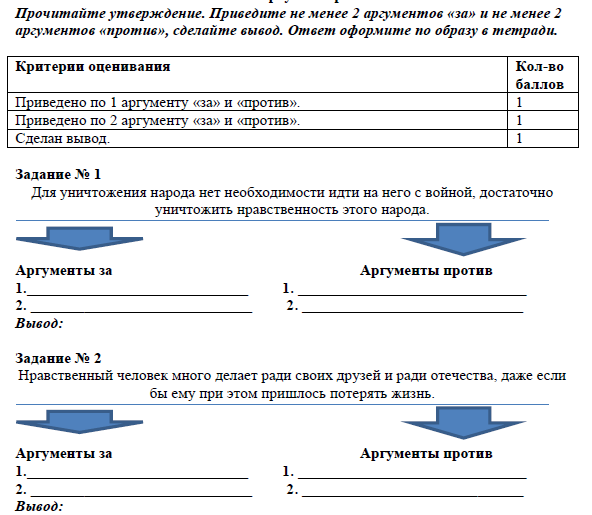 Прочитайте утверждение. Приведите не менее 2 аргументов «за» и не менее 2
аргументов «против», сделайте вывод. Ответ оформите по образу в тетради.
Критерии оценивания Кол-во
баллов
Приведено по 1 аргументу «за» и «против». 1
Приведено по 2 аргументу «за» и «против». 1
Сделан вывод. 1
Задание № 1
Для уничтожения народа нет необходимости идти на него с войной, достаточно
уничтожить нравственность этого народа.
Аргументы за Аргументы против
1.______________________________ 1. ______________________________
2. ______________________________ 2. ______________________________
Вывод:
Задание № 2
Нравственный человек много делает ради своих друзей и ради отечества, даже если
бы ему при этом пришлось потерять жизнь.
Аргументы за Аргументы против
1.______________________________ 1. ______________________________
2. ______________________________ 2. ______________________________
Вывод: